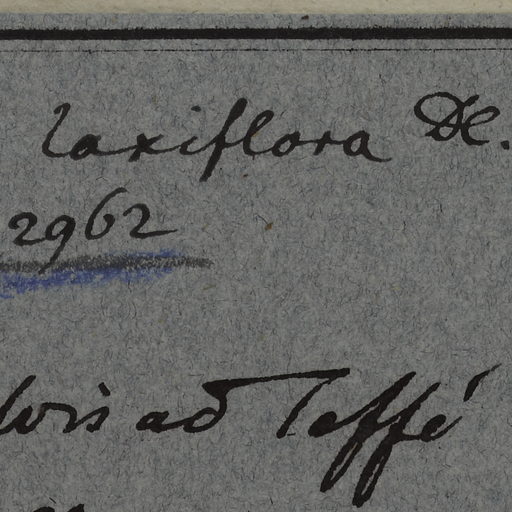 laxiflora DC.
2962
ad Teffé